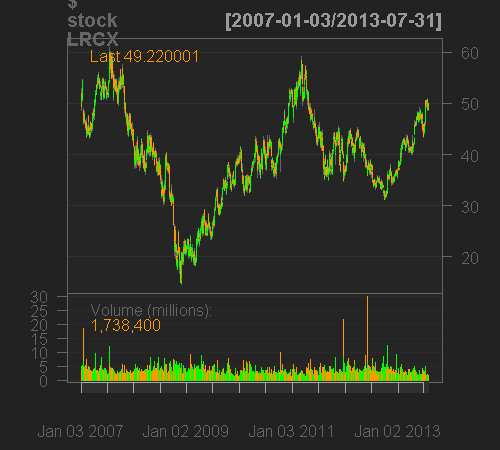 $
stock
LRCX
[2007-01-03/2013-07-31]
Last 49.220001
60
50
40
30
20
Volume (millions):
1,738,400
30
25
20
15
10
5
0
Jan 03 2007
Jan 02 2009
Jan 03 2011
Jan 02 2013